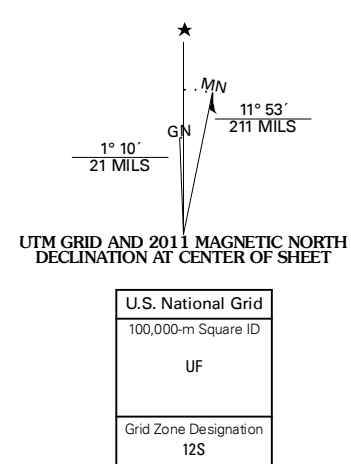 ★
MN
11° 53´
211 MILS
GN
1° 10´
21 MILS
UTM GRID AND 2011 MAGNETIC NORTH
DECLINATION AT CENTER OF SHEET
U.S. National Grid
100,000-m Square ID
UF
Grid Zone Designation
12S